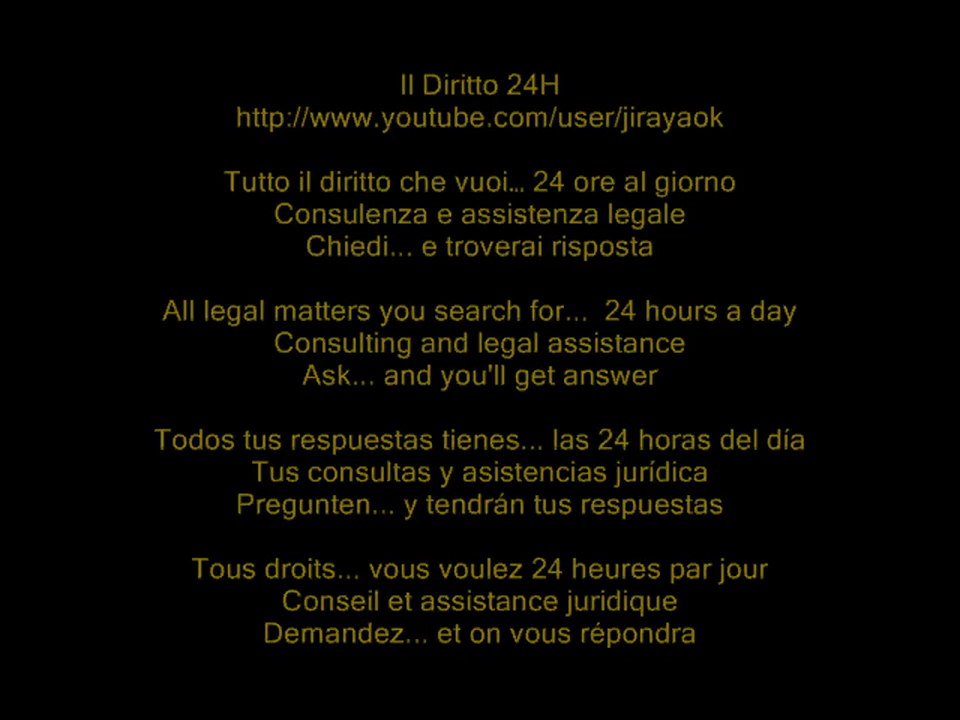 Il Diritto 24H
http://www.youtube.com/user/jirayaok
Tutto il diritto che vuoi… 24 ore al giorno
Consulenza e assistenza legale
Chiedi... e troverai risposta
All legal matters you search for... 24 hours a day
Consulting and legal assistance
Ask... and you'll get answer
Todos tus respuestas tienes... las 24 horas del día
Tus consultas y asistencias jurídica
Pregunten... y tendrán tus respuestas
Tous droits... vous voulez 24 heures par jour
Conseil et assistance juridique
Demandez... et on vous répondra